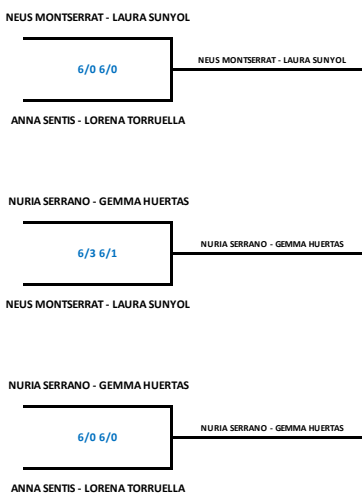 NEUS MONTSERRAT - LAURA SUNYOL
NEUS MONTSERRAT - LAURA SUNYOL
6/0 6/0
ANNA SENTIS - LORENA TORRUELLA
NURIA SERRANO - GEMMA HUERTAS
NURIA SERRANO - GEMMA HUERTAS
6/3 6/1
NEUS MONTSERRAT - LAURA SUNYOL
NURIA SERRANO - GEMMA HUERTAS
NURIA SERRANO - GEMMA HUERTAS
6/0 6/0
ANNA SENTIS - LORENA TORRUELLA